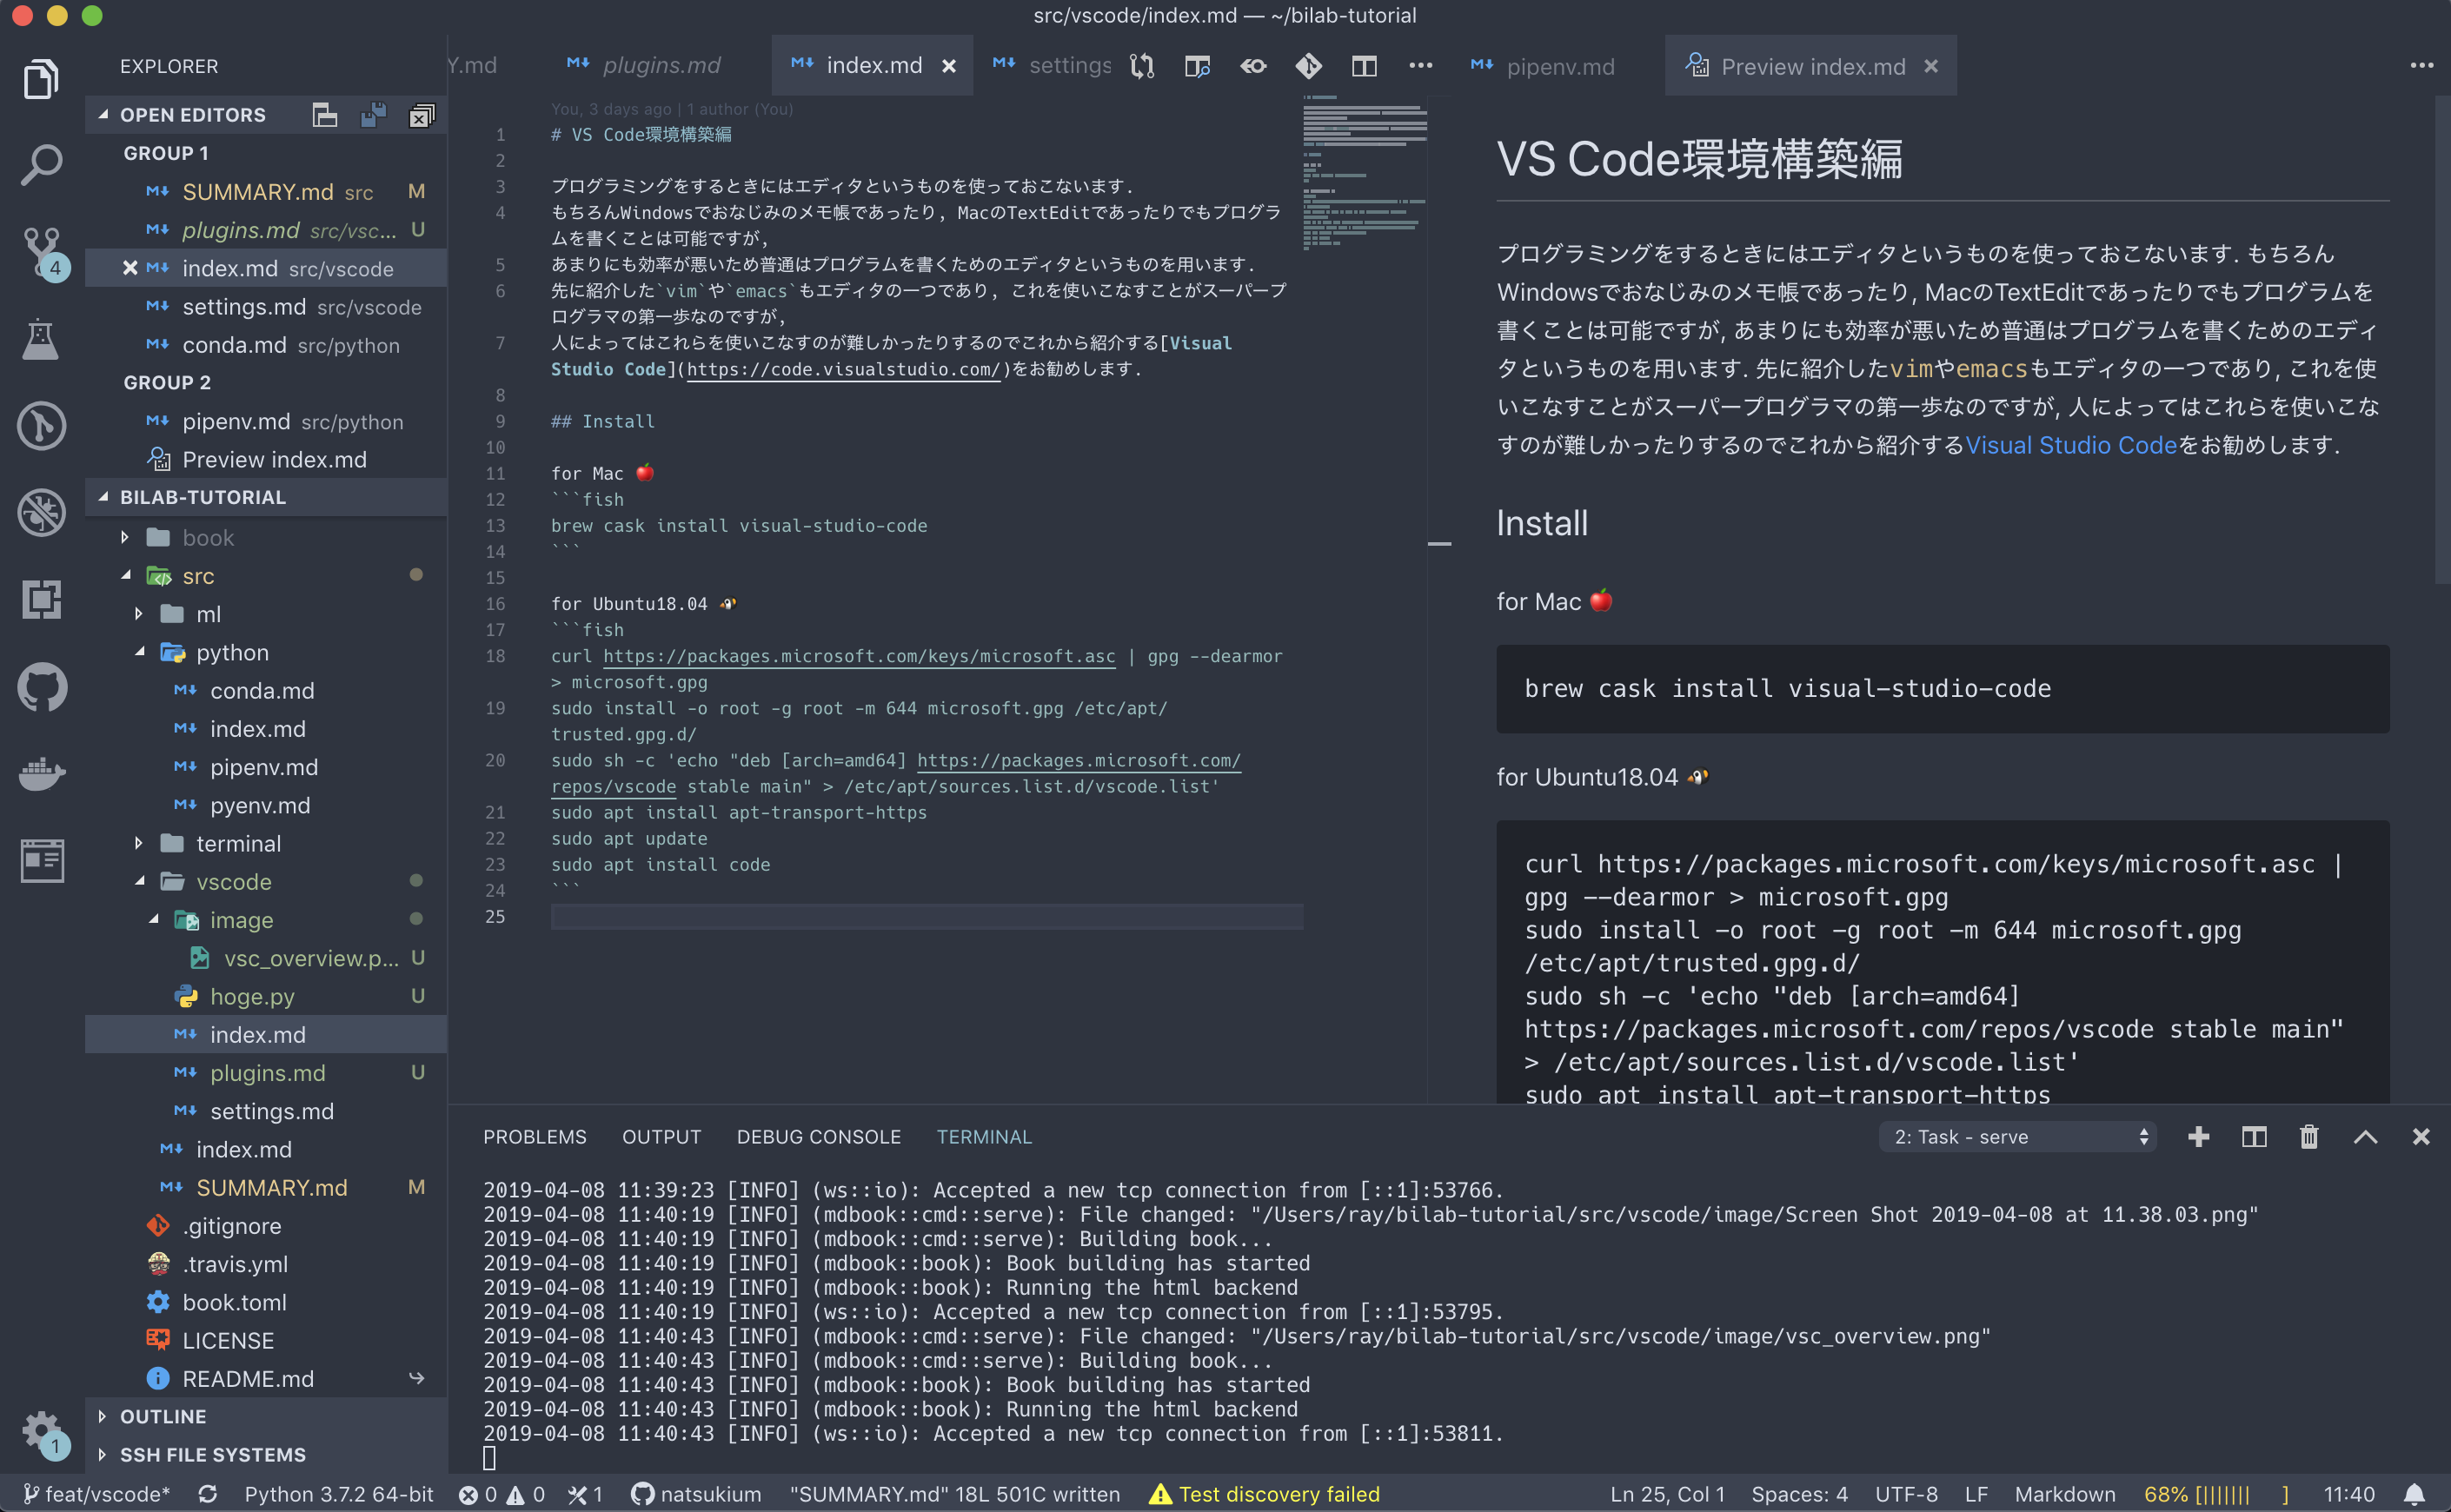 src/vscode/index.md — ~/bilab-tutorial
EXPLORER
OPEN EDITORS
GROUP 1
SUMMARY.md src M
plugins.md src/vsc... U
index.md src/vscode
settings.md src/vscode
conda.md src/python
GROUP 2
pipenv.md src/python
Preview index.md
BILAB-TUTORIAL
book
src
ml
python
conda.md
index.md
pipenv.md
pyenv.md
terminal
vscode
image
vsc_overview.p... U
hoge.py U
index.md
plugins.md U
settings.md
index.md
SUMMARY.md M
.gitignore
.travis.yml
book.toml
LICENSE
README.md
OUTLINE
SSH FILE SYSTEMS
4
1
Y.md plugins.md index.md settings
You, 3 days ago | 1 author (You)
1 # VS Code環境構築編
2
3 プログラミングをするときにはエディタというものを使っておこないます.
4 もちろんWindowsでおなじみのメモ帳であったり, MacのTextEditであったりでもプログラ
ムを書くことは可能ですが,
5 あまりにも効率が悪いため普通はプログラムを書くためのエディタというものを用います.
6 先に紹介した`vim`や`emacs`もエディタの一つであり, これを使いこなすことがスーパープ
ログラマの第一歩なのですが,
7 人によってはこれらを使いこなすのが難しかったりするのでこれから紹介する[Visual
Studio Code](https://code.visualstudio.com/)をお勧めします.
8
9 ## Install
10
11 for Mac 🍎
12 ```fish
13 brew cask install visual-studio-code
14 ```
15
16 for Ubuntu18.04 🐧
17 ```fish
18 curl https://packages.microsoft.com/keys/microsoft.asc | gpg --dearmor
> microsoft.gpg
19 sudo install -o root -g root -m 644 microsoft.gpg /etc/apt/
trusted.gpg.d/
20 sudo sh -c 'echo "deb [arch=amd64] https://packages.microsoft.com/
repos/vscode stable main" > /etc/apt/sources.list.d/vscode.list'
21 sudo apt install apt-transport-https
22 sudo apt update
23 sudo apt install code
24 ```
25
pipenv.md Preview index.md
VS Code環境構築編
プログラミングをするときにはエディタというものを使っておこないます. もちろん
Windowsでおなじみのメモ帳であったり, MacのTextEditであったりでもプログラムを
書くことは可能ですが, あまりにも効率が悪いため普通はプログラムを書くためのエディ
タというものを用います. 先に紹介したvimやemacsもエディタの一つであり, これを使
いこなすことがスーパープログラマの第一歩なのですが, 人によってはこれらを使いこな
すのが難しかったりするのでこれから紹介するVisual Studio Codeをお勧めします.
Install
for Mac 🍎
brew cask install visual-studio-code
for Ubuntu18.04 🐧
curl https://packages.microsoft.com/keys/microsoft.asc |
gpg --dearmor > microsoft.gpg
sudo install -o root -g root -m 644 microsoft.gpg
/etc/apt/trusted.gpg.d/
sudo sh -c 'echo "deb [arch=amd64]
https://packages.microsoft.com/repos/vscode stable main"
> /etc/apt/sources.list.d/vscode.list'
sudo apt install apt-transport-https
PROBLEMS OUTPUT DEBUG CONSOLE TERMINAL 2: Task - serve
2019-04-08 11:39:23 [INFO] (ws::io): Accepted a new tcp connection from [::1]:53766.
2019-04-08 11:40:19 [INFO] (mdbook::cmd::serve): File changed: "/Users/ray/bilab-tutorial/src/vscode/image/Screen Shot 2019-04-08 at 11.38.03.png"
2019-04-08 11:40:19 [INFO] (mdbook::cmd::serve): Building book...
2019-04-08 11:40:19 [INFO] (mdbook::book): Book building has started
2019-04-08 11:40:19 [INFO] (mdbook::book): Running the html backend
2019-04-08 11:40:19 [INFO] (ws::io): Accepted a new tcp connection from [::1]:53795.
2019-04-08 11:40:43 [INFO] (mdbook::cmd::serve): File changed: "/Users/ray/bilab-tutorial/src/vscode/image/vsc_overview.png"
2019-04-08 11:40:43 [INFO] (mdbook::cmd::serve): Building book...
2019-04-08 11:40:43 [INFO] (mdbook::book): Book building has started
2019-04-08 11:40:43 [INFO] (mdbook::book): Running the html backend
2019-04-08 11:40:43 [INFO] (ws::io): Accepted a new tcp connection from [::1]:53811.
feat/vscode* Python 3.7.2 64-bit 0 0 1 natsukium "SUMMARY.md" 18L 501C written Test discovery failed Ln 25, Col 1 Spaces: 4 UTF-8 LF Markdown 68% [||||||| ] 11:40